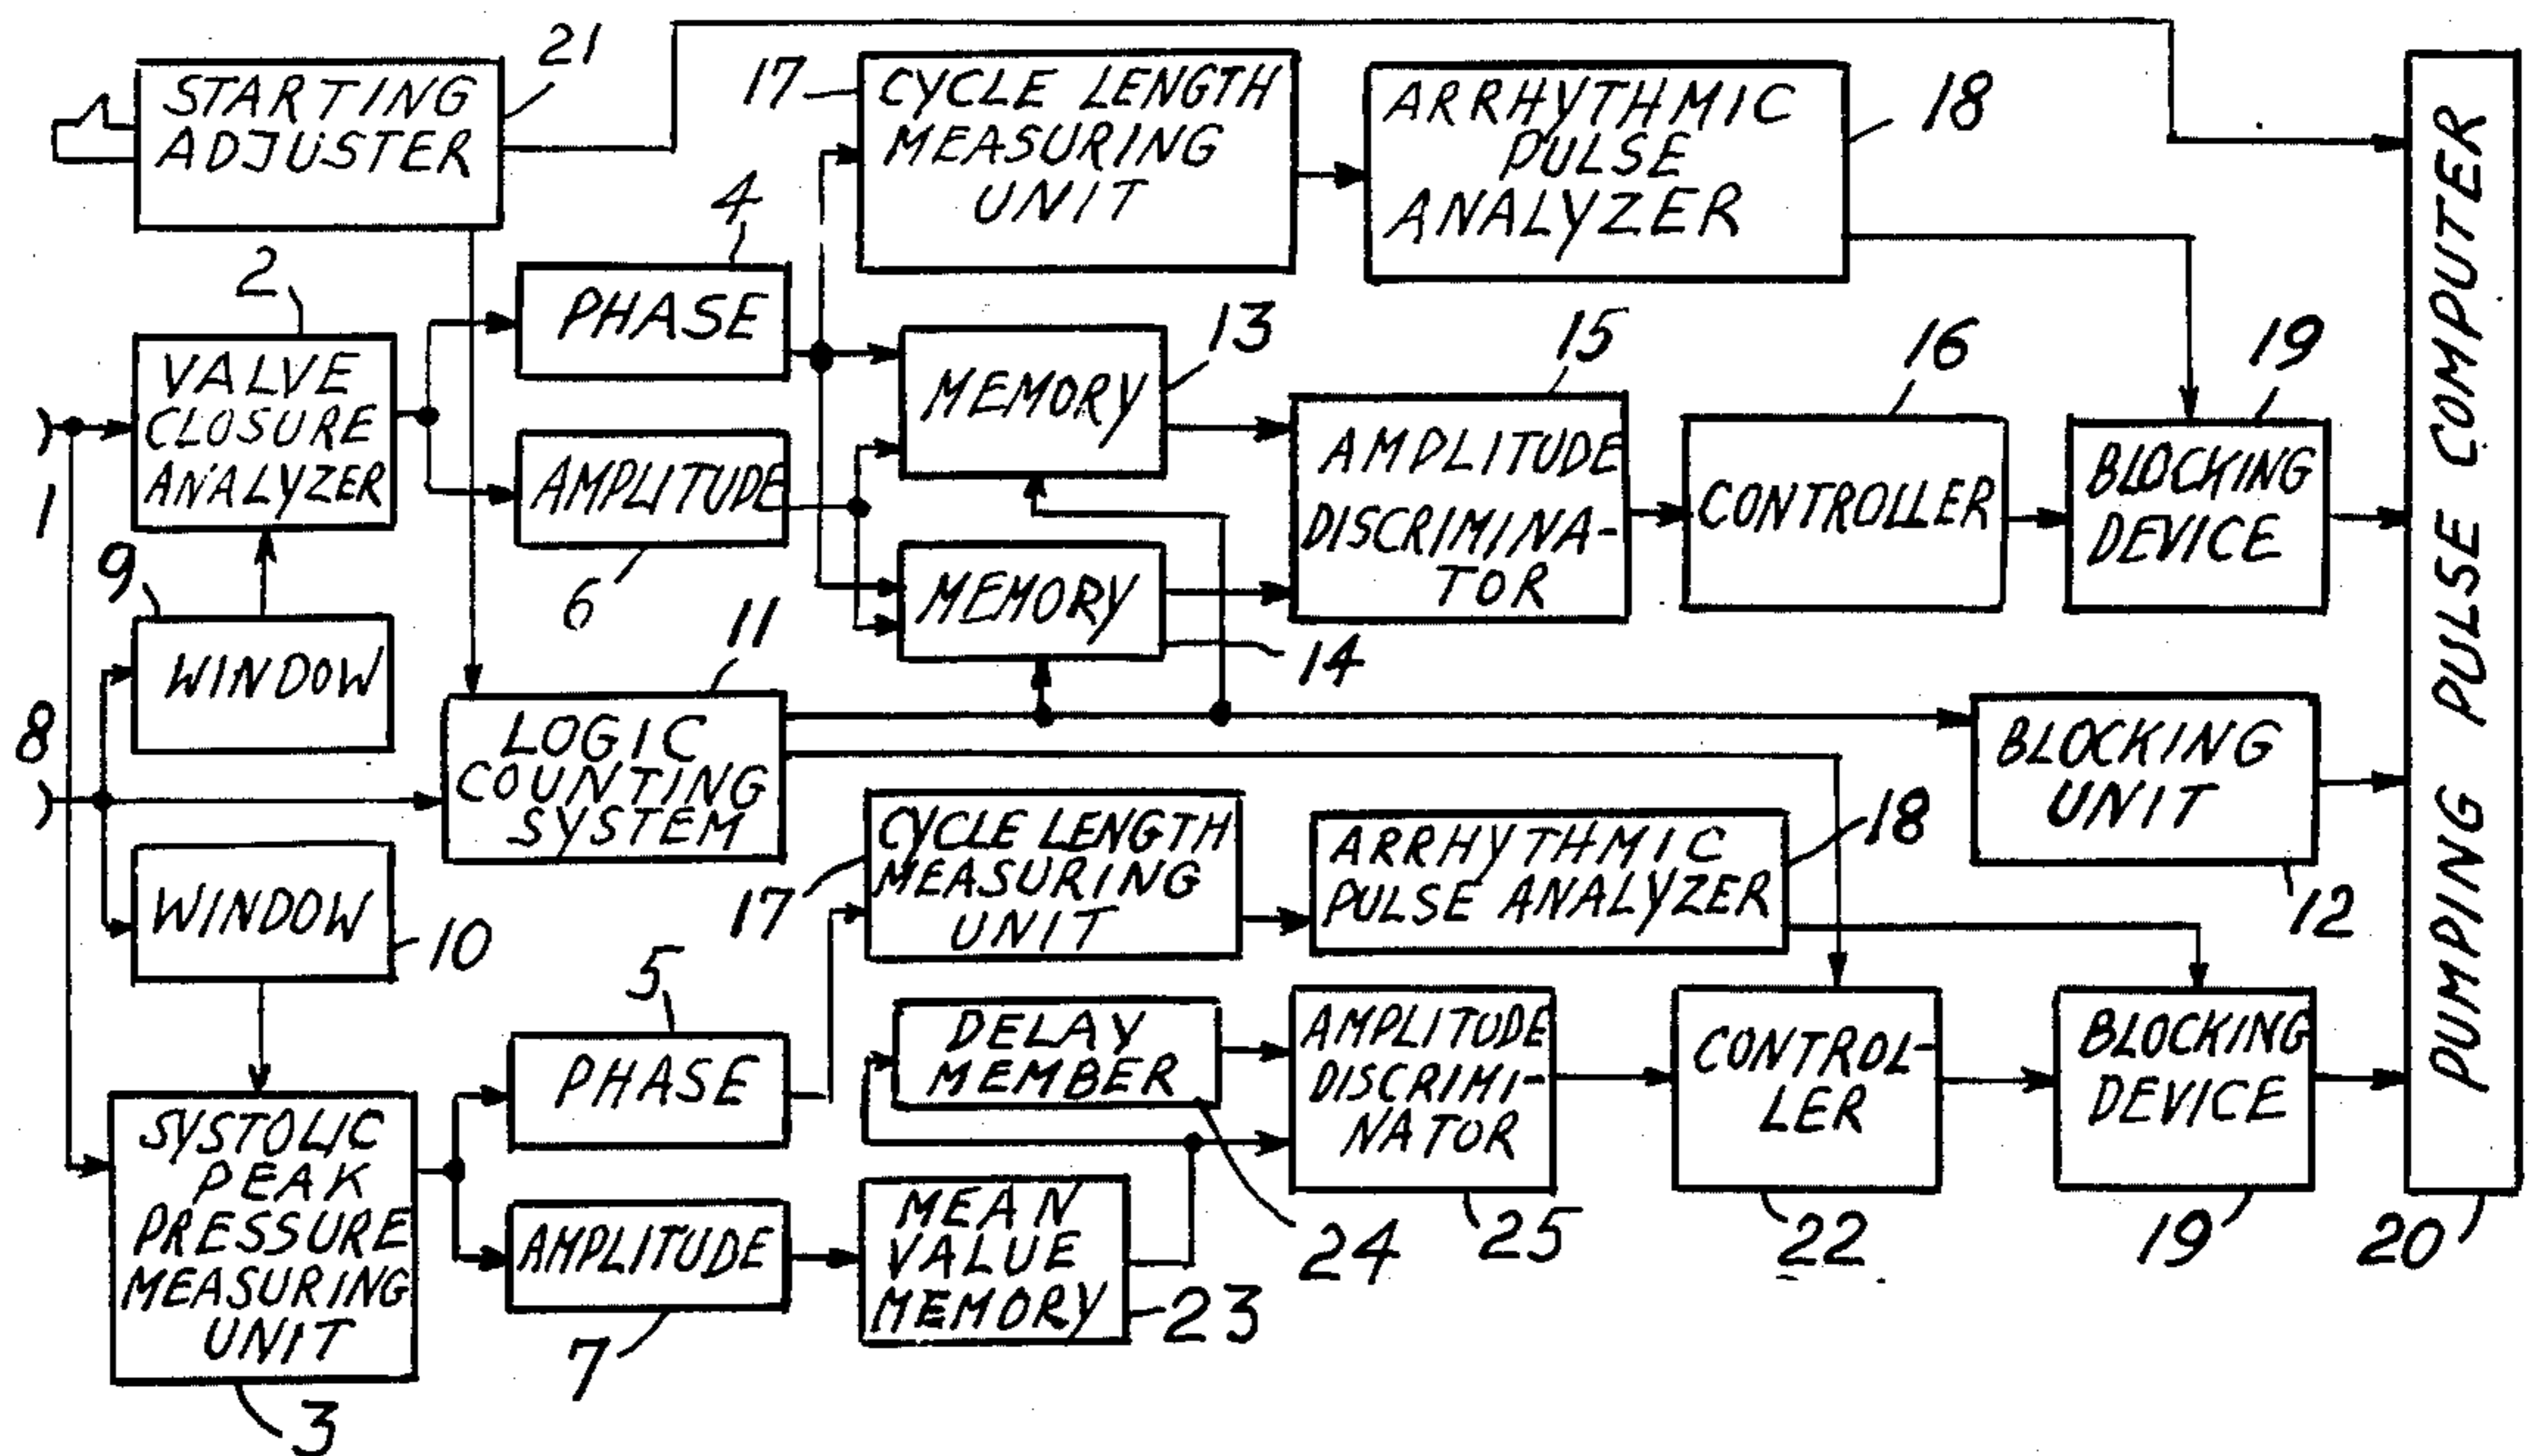 21
STARTING
ADJUSTER
17
CYCLE LENGTH
MEASURING
UNIT
ARRHYTHMIC
PULSE
ANALYZER
18
4
PHASE
2
VALVE
CLOSURE
ANALYZER
1
AMPLITUDE
6
MEMORY
13
MEMORY
14
15
AMPLITUDE
DISCRIMINA-
TOR
16
CONTROLLER
19
BLOCKING
DEVICE
PUMPING PULSE COMPUTER
9
WINDOW
8
11
LOGIC
COUNTING
SYSTEM
BLOCKING
UNIT
12
WINDOW
10
17
CYCLE LENGTH
MEASURING
UNIT
ARRHYTHMIC
PULSE ANALYZER
18
5
PHASE
DELAY
MEMBER
24
AMPLITUDE
DISCRIMI-
NATOR
25
CONTROL-
LER
22
BLOCKING
DEVICE
19
20
SYSTOLIC
PEAK
PRESSURE
MEASURING
UNIT
3
AMPLITUDE
7
MEAN
VALUE
MEMORY
23